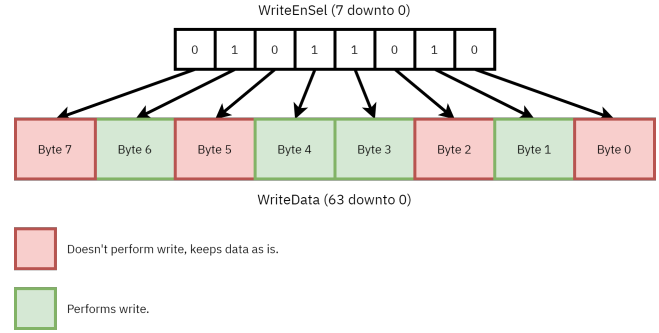 WriteEnSel (7 downto 0)
0 1 0 1 1 0 1 0
Byte 7 Byte 6 Byte 5 Byte 4 Byte 3 Byte 2 Byte 1 Byte 0
WriteData (63 downto 0)
Doesn't perform write, keeps data as is.
Performs write.